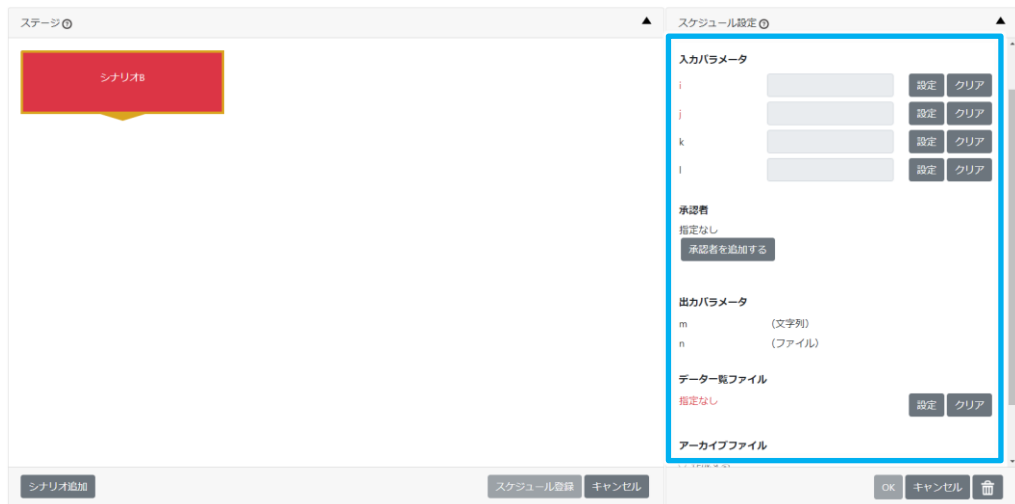 ステージ
シナリオB
シナリオ追加
スケジュール登録 キャンセル
スケジュール設定
入力パラメータ
i 設定 クリア
j 設定 クリア
k 設定 クリア
l 設定 クリア
承認者
指定なし
承認者を追加する
出力パラメータ
m （文字列）
n （ファイル）
データ一覧ファイル
指定なし 設定 クリア
アーカイブファイル
OK キャンセル